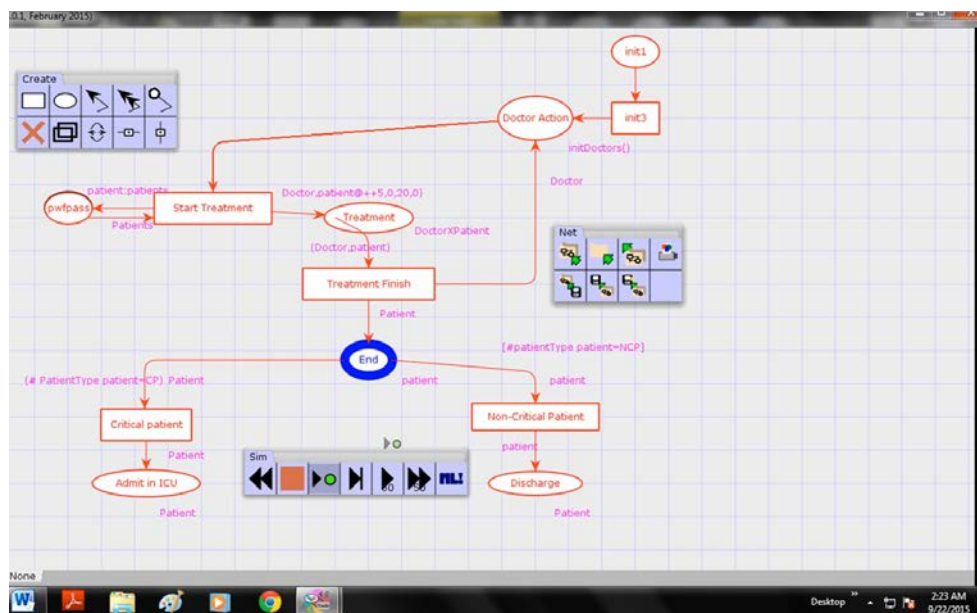 .0.1, February 2015)
init1
Create
Doctor Action
init3
initDoctors()
Doctor
patient:patients
Doctor,patient@++5,0,20,0)
pwfpass
Start Treatment
Treatment
Patients
DoctorXPatient
Net
(Doctor,patient)
Treatment Finish
Patient
[#patientType patient=NCP]
End
(# PatientType patient=CP) Patient
patient
patient
Critical patient
Non-Critical Patient
Patient
patient
Sim
Admit in ICU
50
50
ML!
Discharge
Patient
Patient
None
Desktop
2:23 AM
9/22/2015